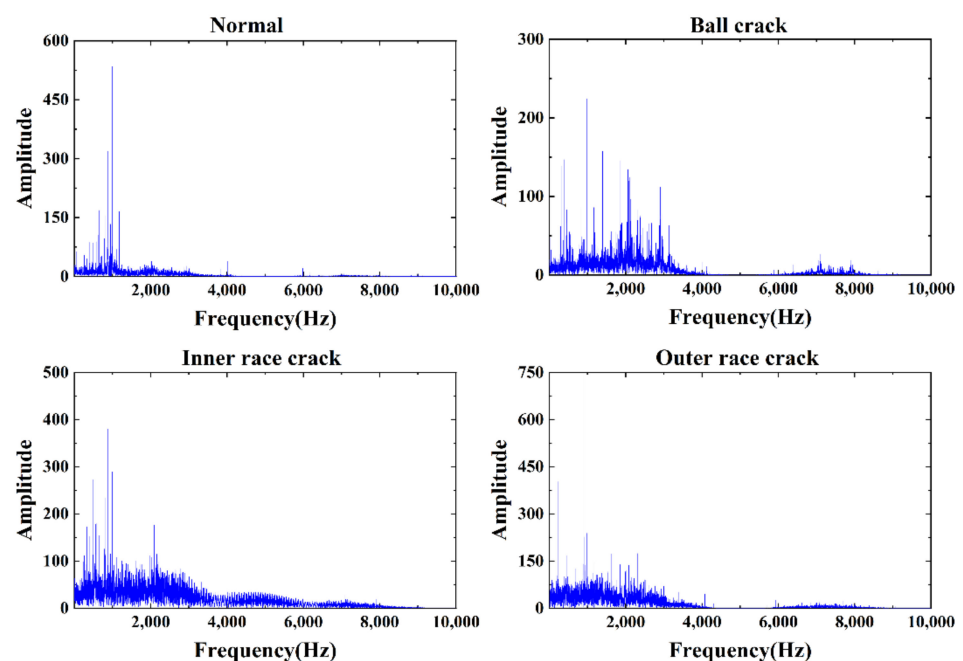 Normal
600
450
300
150
0
Amplitude
2,000 4,000 6,000 8,000 10,000
Frequency(Hz)
Ball crack
300
200
100
0
Amplitude
2,000 4,000 6,000 8,000 10,000
Frequency(Hz)
Inner race crack
500
400
300
200
100
0
Amplitude
2,000 4,000 6,000 8,000 10,000
Frequency(Hz)
Outer race crack
750
600
450
300
150
0
Amplitude
2,000 4,000 6,000 8,000 10,000
Frequency(Hz)